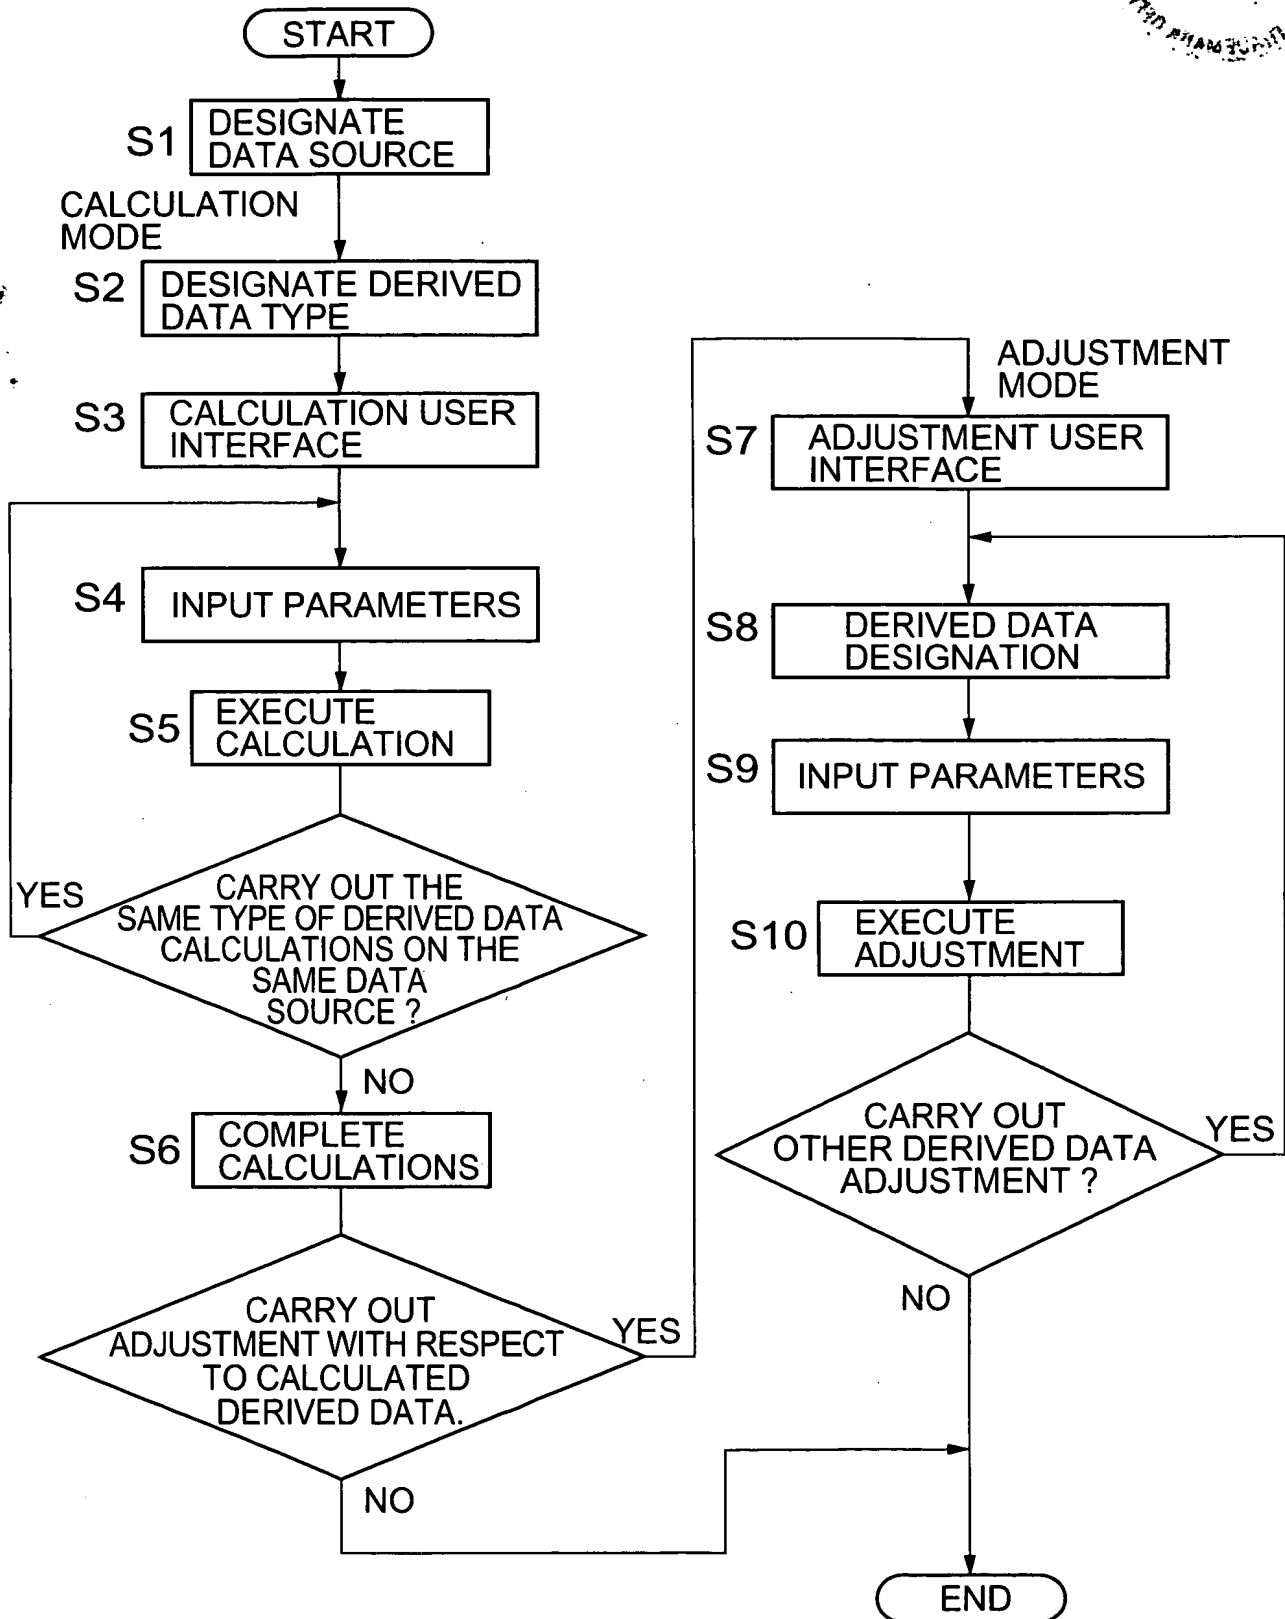 START
S1
DESIGNATE
DATA SOURCE
CALCULATION
MODE
S2
DESIGNATE DERIVED
DATA TYPE
S3
CALCULATION USER
INTERFACE
S4
INPUT PARAMETERS
S5
EXECUTE
CALCULATION
YES
CARRY OUT THE
SAME TYPE OF DERIVED DATA
CALCULATIONS ON THE
SAME DATA
SOURCE ?
NO
S6
COMPLETE
CALCULATIONS
CARRY OUT
ADJUSTMENT WITH RESPECT
TO CALCULATED
DERIVED DATA.
YES
NO
ADJUSTMENT
MODE
S7
ADJUSTMENT USER
INTERFACE
S8
DERIVED DATA
DESIGNATION
S9
INPUT PARAMETERS
S10
EXECUTE
ADJUSTMENT
CARRY OUT
OTHER DERIVED DATA
ADJUSTMENT ?
YES
NO
END